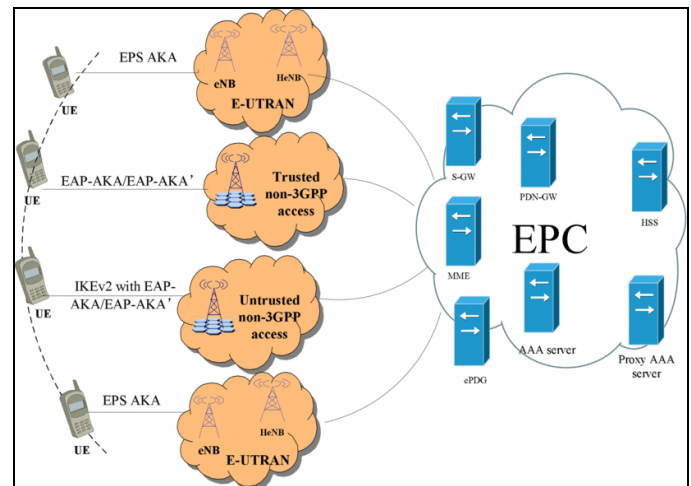 EPS AKA
UE
eNB
HeNB
E-UTRAN
EAP-AKA/EAP-AKA’
UE
Trusted
non-3GPP
access
IKEv2 with EAP-
AKA/EAP-AKA’
UE
Untrusted
non-3GPP
access
EPS AKA
UE
eNB
HeNB
E-UTRAN
S-GW
PDN-GW
HSS
EPC
MME
ePDG
AAA server
Proxy AAA
server